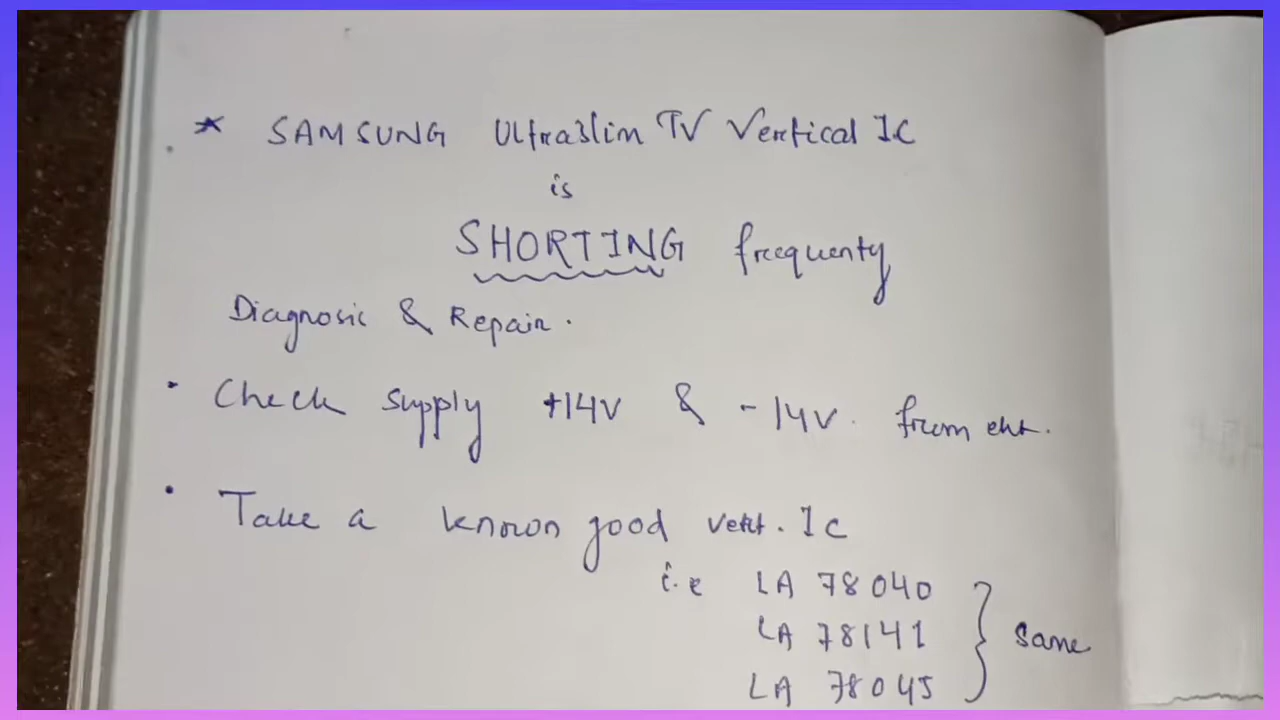 * SAMSUNG Ultraslim TV Vertical IC
is
SHORTING frequenty
Diagnosic & Repair.
• Check supply +14V & -14V. from eht.
• Take a known good vert. Ic
i.e LA 78040
LA 78141
LA 78045
} same